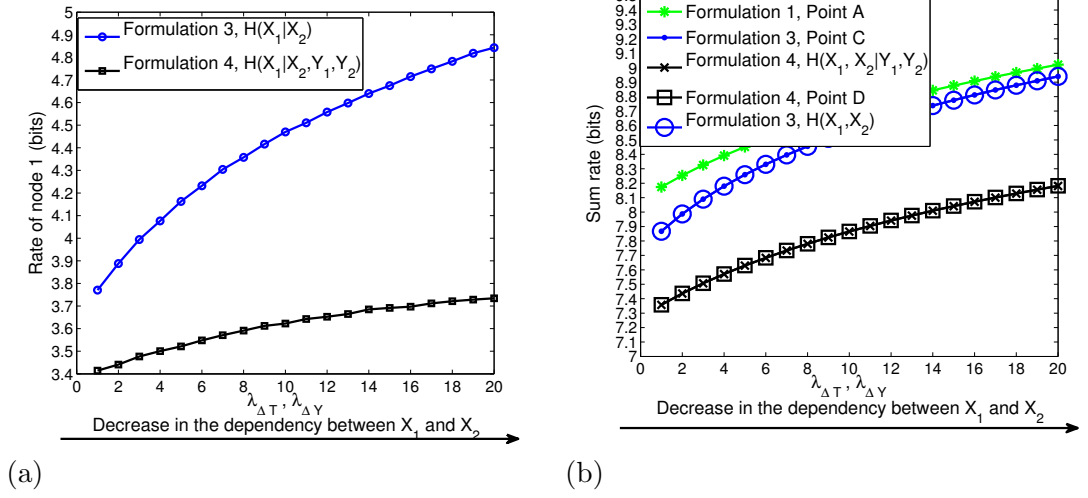 5
4.9
4.8
4.7
4.6
4.5
4.4
4.3
4.2
4.1
4
3.9
3.8
3.7
3.6
3.5
3.4
Rate of node 1 (bits)
Formulation 3, H(X₁|X₂)
Formulation 4, H(X₁|X₂,Y₁,Y₂)
0 2 4 6 8 10 12 14 16 18 20
λ_ΔT, λ_ΔY
Decrease in the dependency between X₁ and X₂
(a)
9.4
9.3
9.2
9.1
9
8.9
8.8
8.7
8.6
8.5
8.4
8.3
8.2
8.1
8
7.9
7.8
7.7
7.6
7.5
7.4
7.3
7.2
7.1
7
Sum rate (bits)
Formulation 1, Point A
Formulation 3, Point C
Formulation 4, H(X₁, X₂|Y₁,Y₂)
Formulation 4, Point D
Formulation 3, H(X₁,X₂)
0 2 4 6 8 10 12 14 16 18 20
λ_ΔT, λ_ΔY
Decrease in the dependency between X₁ and X₂
(b)